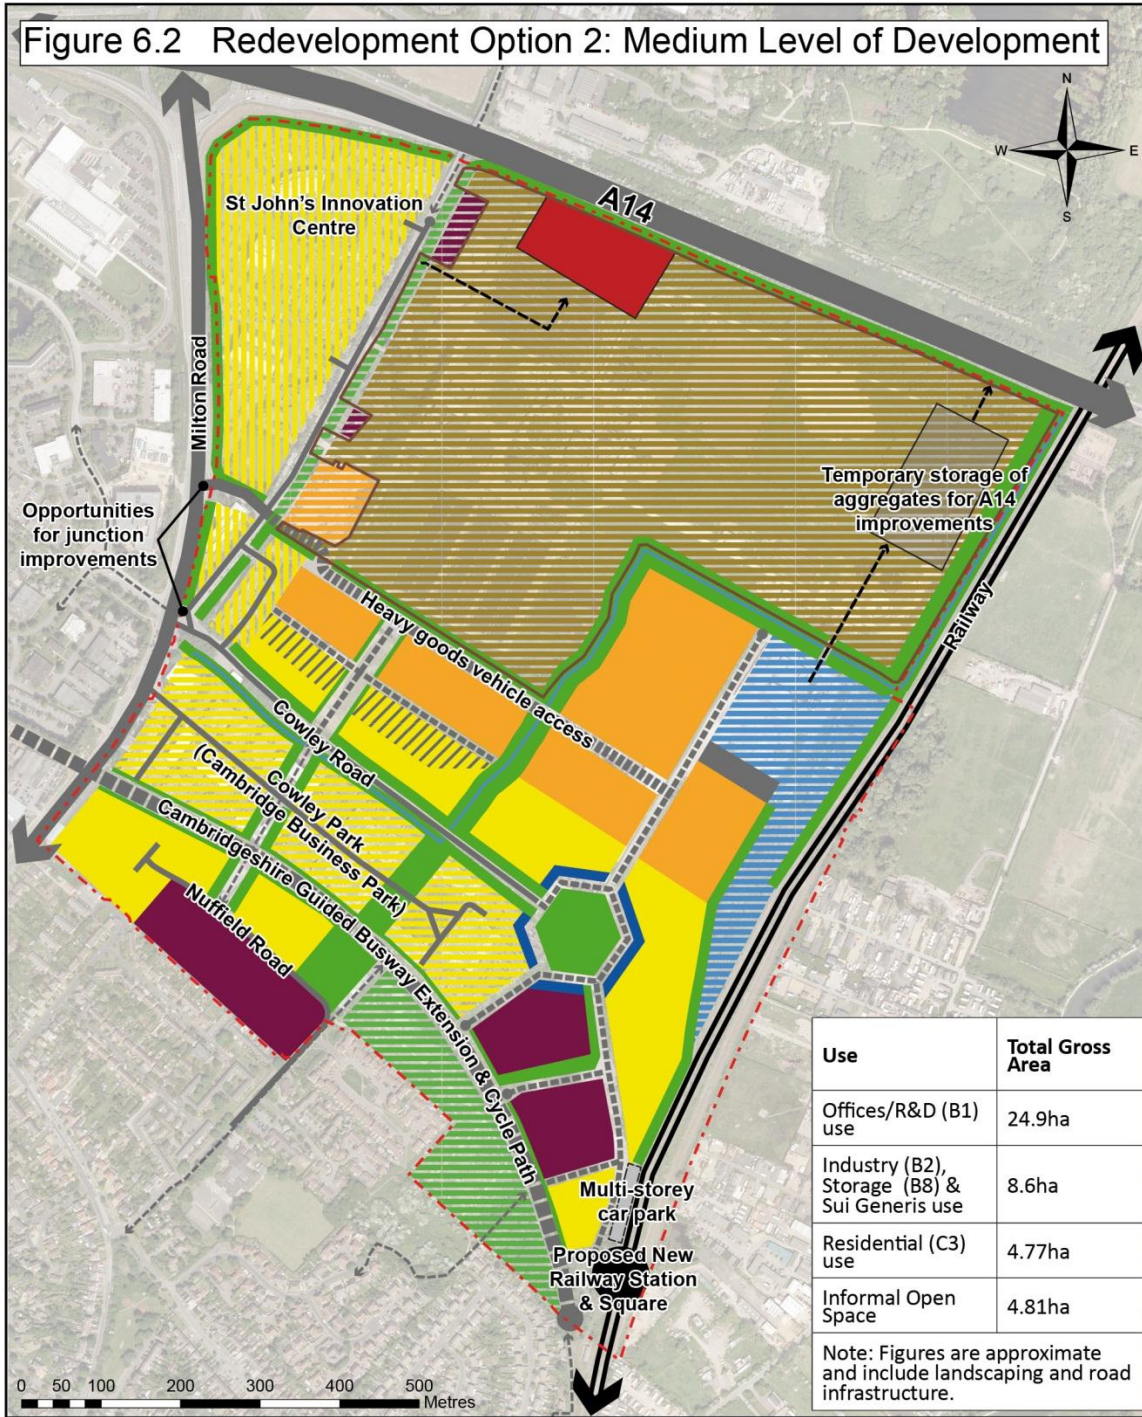 Figure 6.2 Redevelopment Option 2: Medium Level of Development
N
W
E
S
A14
St John's Innovation
Centre
Milton Road
Opportunities
for junction
improvements
Temporary storage of
aggregates for A14
improvements
Railway
Heavy goods vehicle access
Cowley Road
Cowley Park
(Cambridge Business Park)
Cambridgeshire Guided Busway Extension & Cycle Path
Nuffield Road
Multi-storey
car park
Proposed New
Railway Station
& Square
Use
Total Gross
Area
Offices/R&D (B1)
use
24.9ha
Industry (B2),
Storage (B8) &
Sui Generis use
8.6ha
Residential (C3)
use
4.77ha
Informal Open
Space
4.81ha
Note: Figures are approximate
and include landscaping and road
infrastructure.
0 50 100 200 300 400 500
Metres